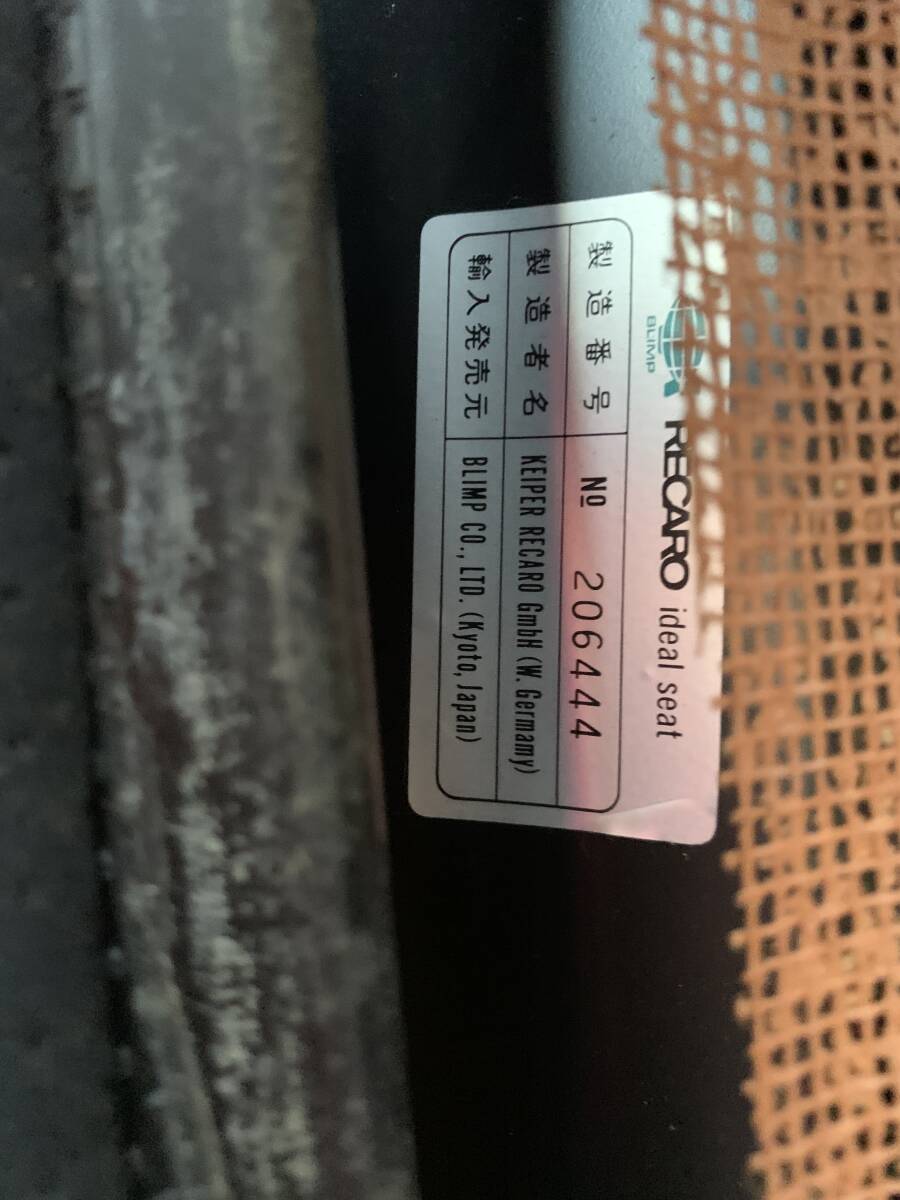 BLIMP
RECARO ideal seat
製造番号 № 206444
製造者名 KEIPER RECARO GmbH (W. Germamy)
輸入発売元 BLIMP CO., LTD. (Kyoto, Japan)